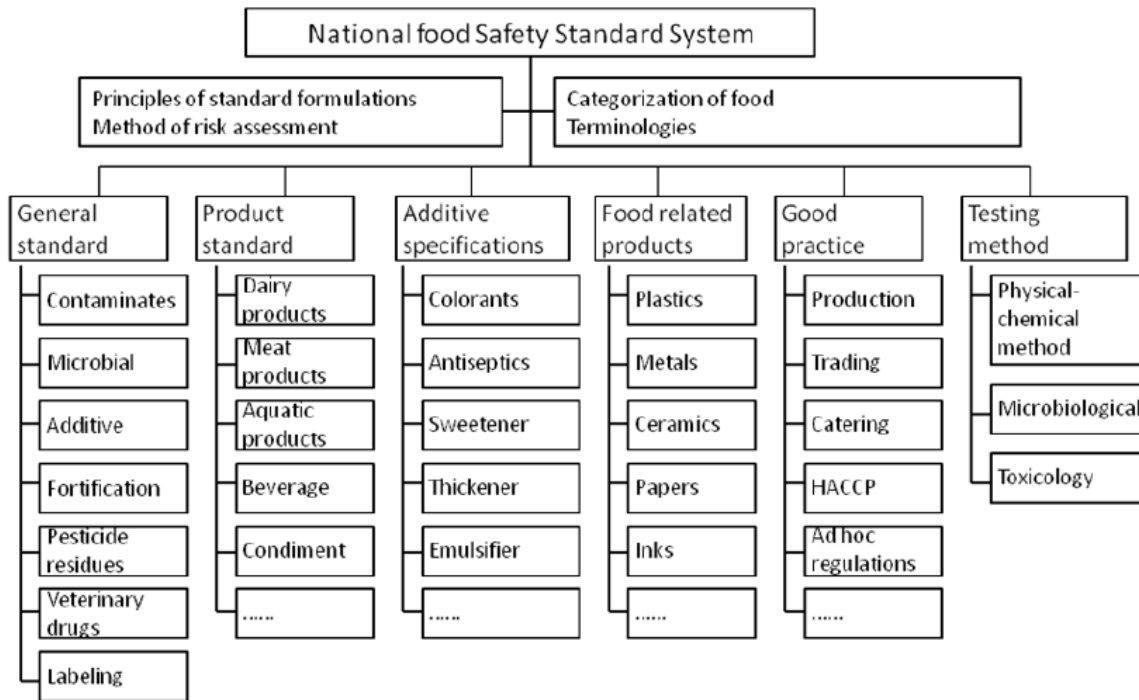 National food Safety Standard System
Principles of standard formulations
Method of risk assessment
Categorization of food
Terminologies
General
standard
Contaminates
Microbial
Additive
Fortification
Pesticide
residues
Veterinary
drugs
Labeling
Product
standard
Dairy
products
Meat
products
Aquatic
products
Beverage
Condiment
......
Additive
specifications
Colorants
Antiseptics
Sweetener
Thickener
Emulsifier
......
Food related
products
Plastics
Metals
Ceramics
Papers
Inks
......
Good
practice
Production
Trading
Catering
HACCP
Ad hoc
regulations
......
Testing
method
Physical-
chemical
method
Microbiological
Toxicology